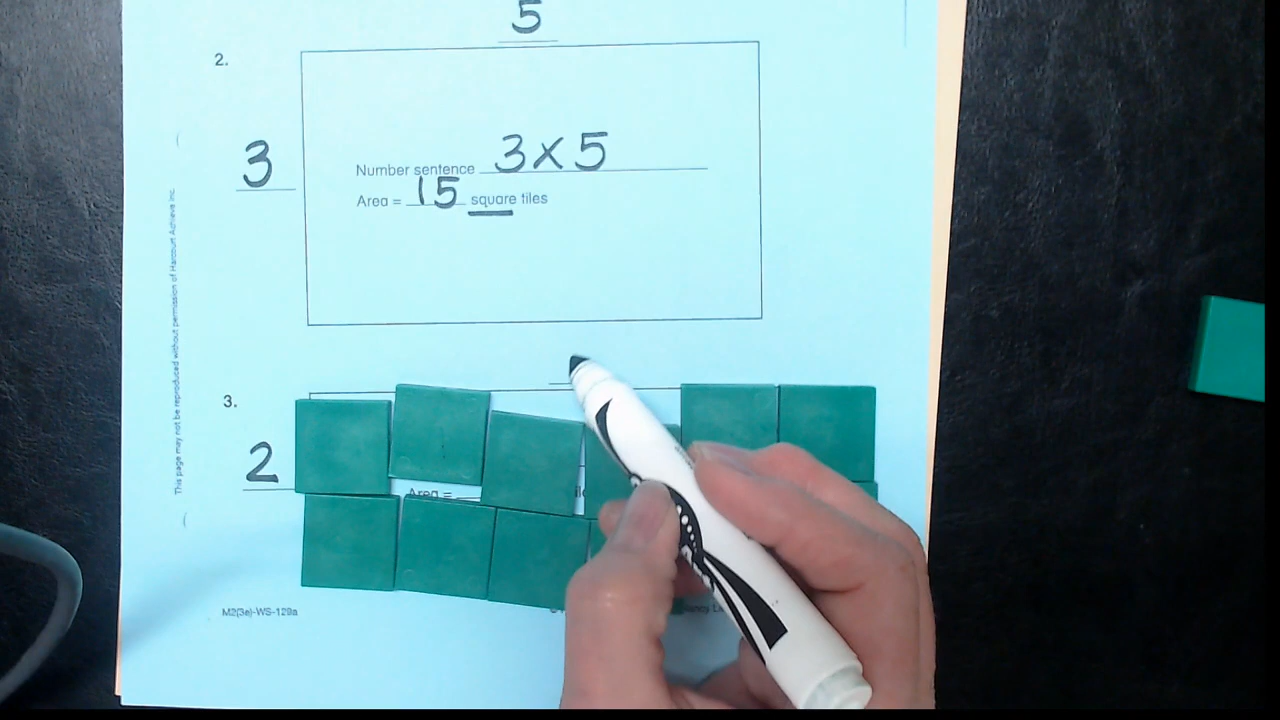 5
2.
3
Number sentence 3 x 5
Area = 15 square tiles
This page may not be reproduced without permission of Harcourt Achieve Inc.
3.
2
Area =
M2(3e)-WS-129a